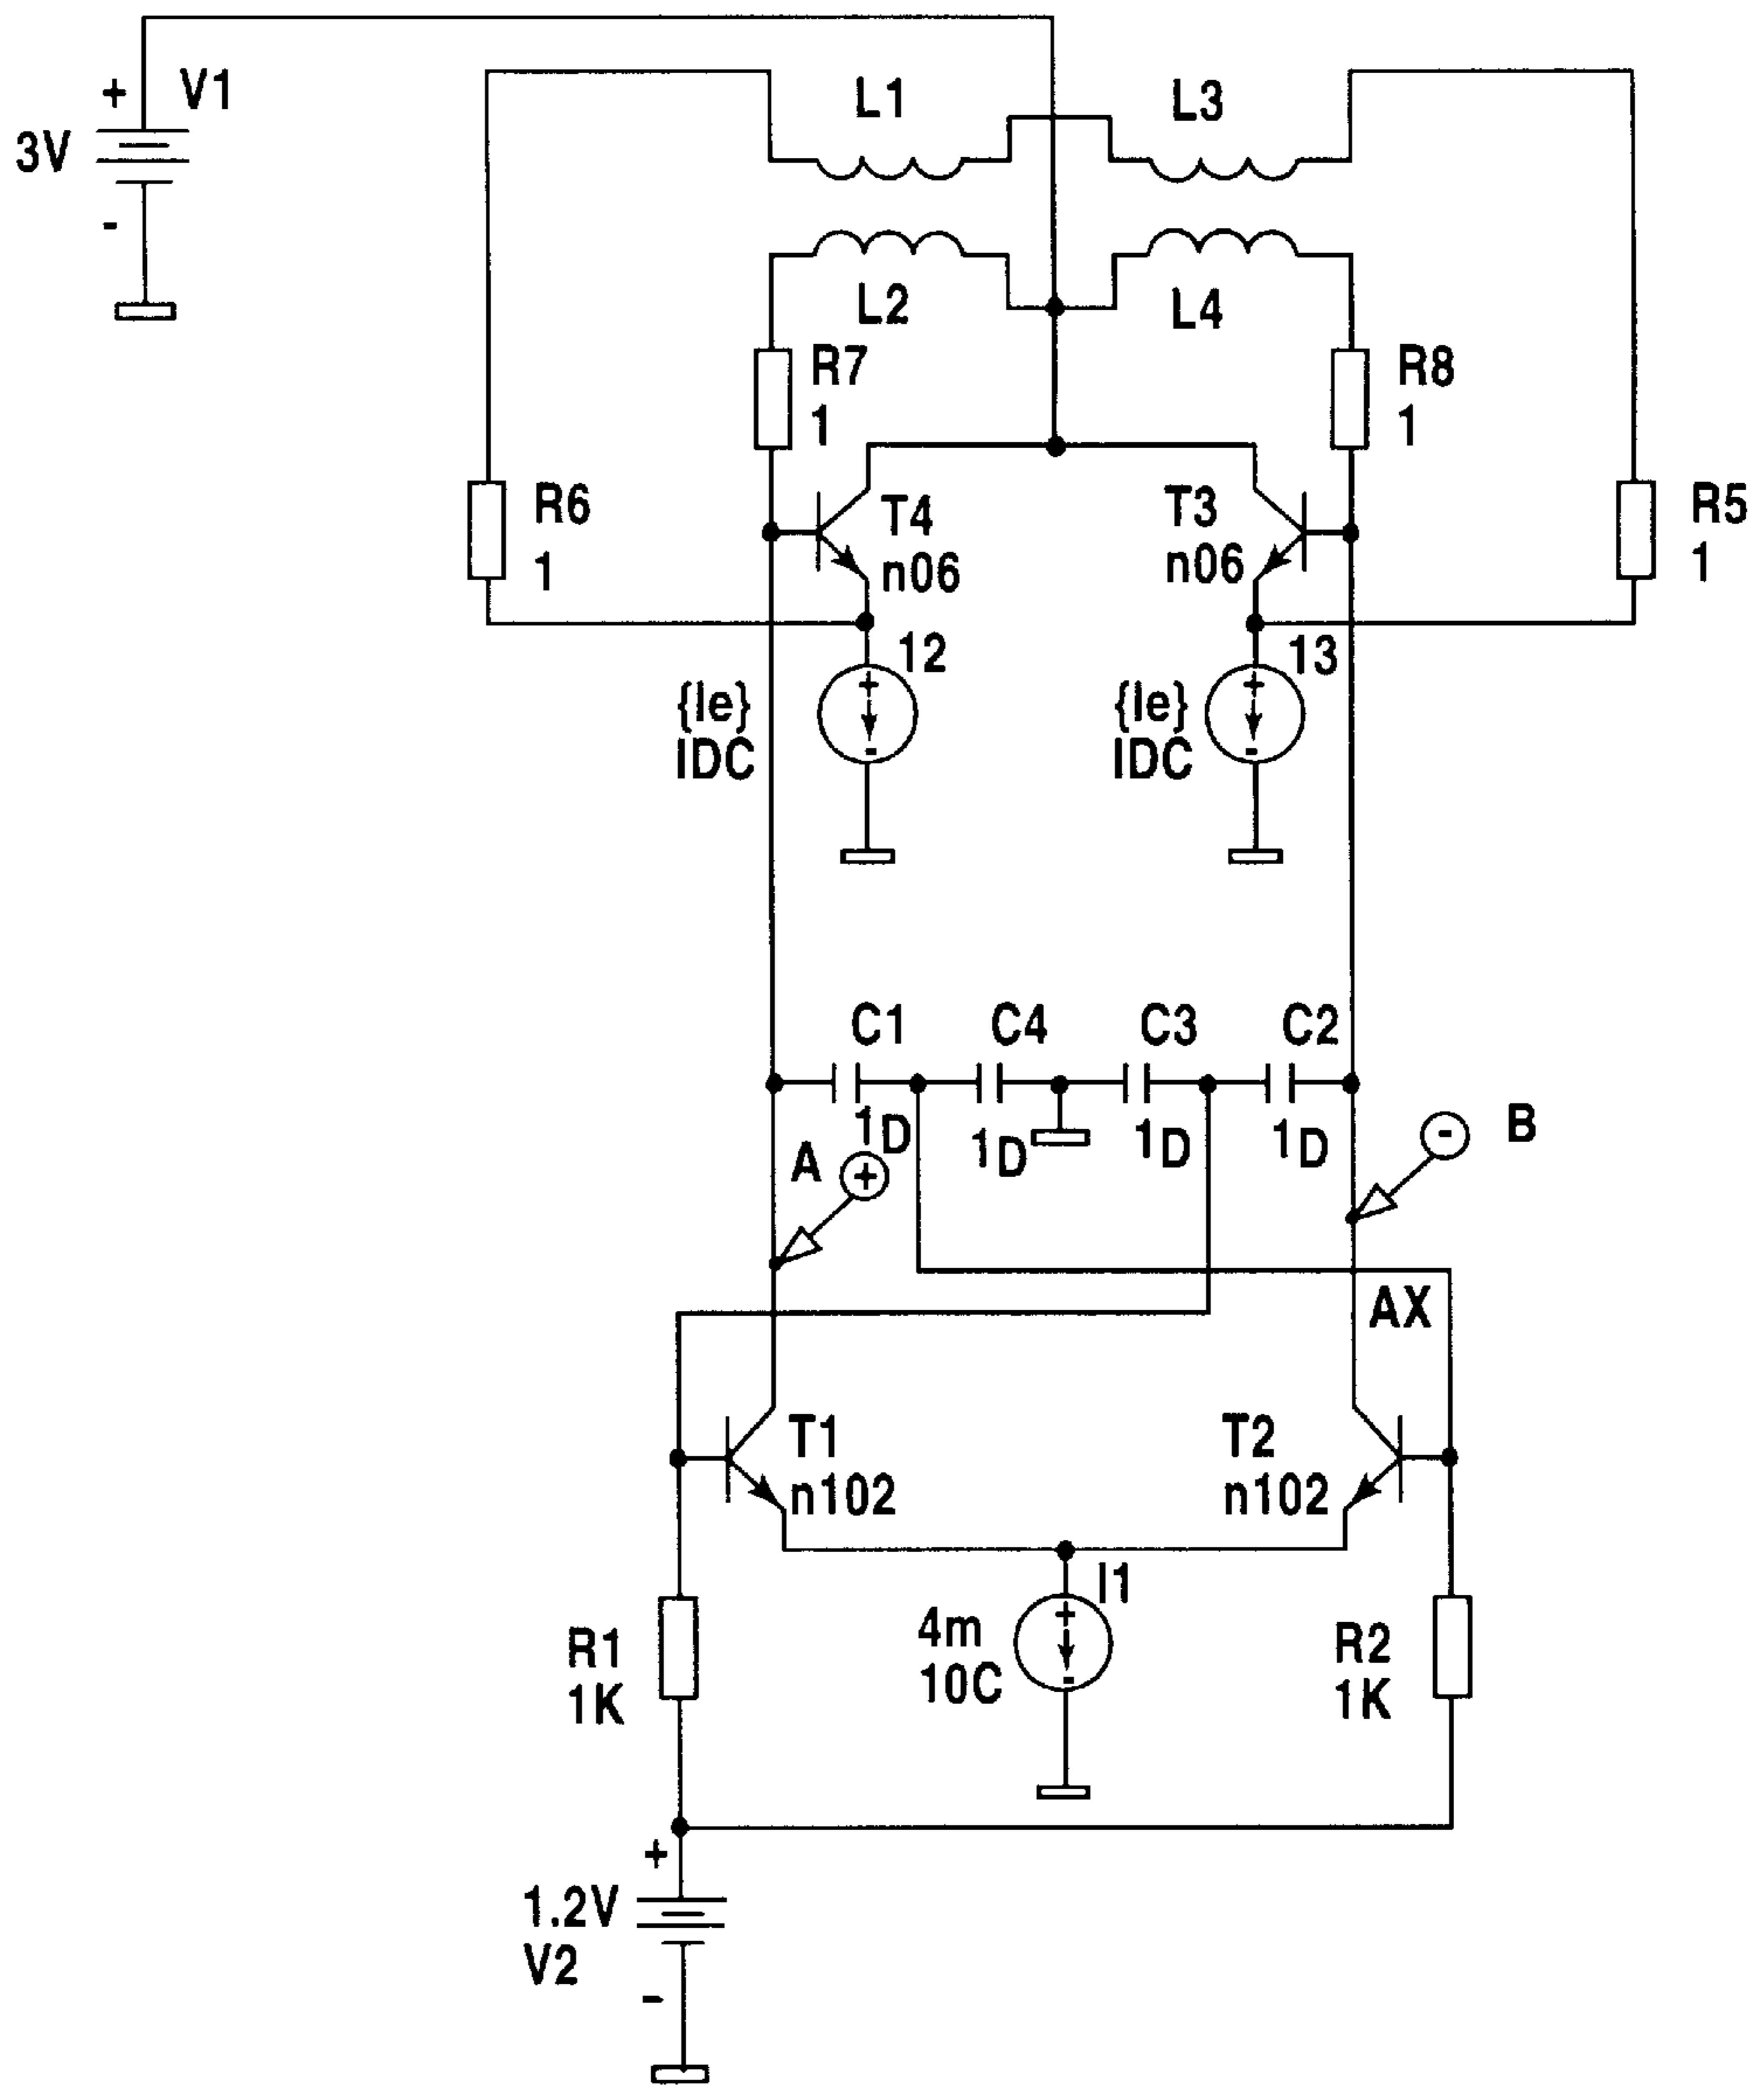 + V1
3V
-
L1
L3
L2
L4
R7
1
R8
1
R6
1
T4
n06
T3
n06
R5
1
12
13
{Ie}
IDC
+
-
{Ie}
IDC
+
-
C1
C4
C3
C2
1D
1D
1D
1D
A
+
-
B
AX
T1
n102
T2
n102
I1
4m
10C
+
-
R1
1K
R2
1K
+
1.2V
V2
-